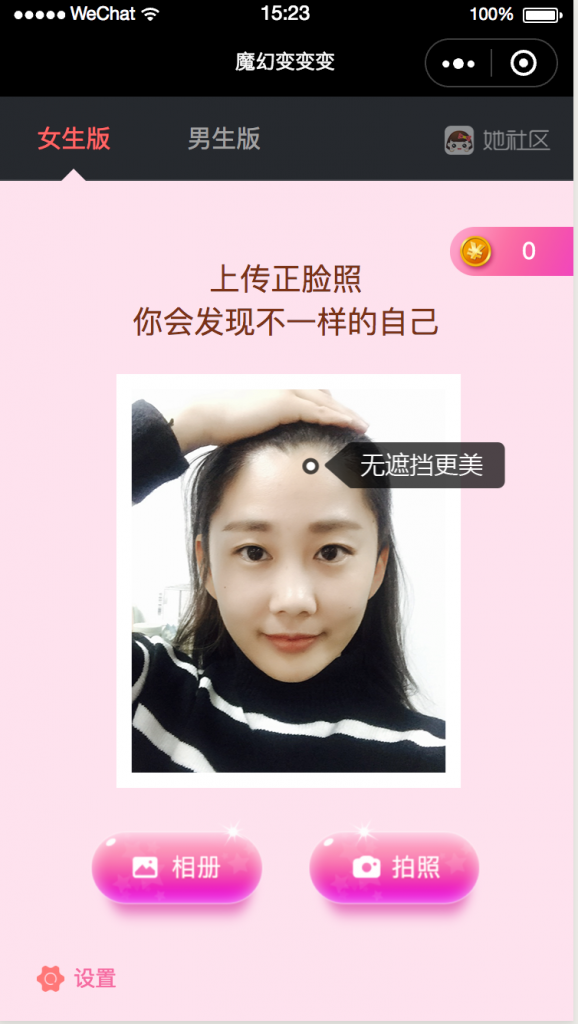 WeChat 15:23 100%
魔幻变变变
女生版 男生版 她社区
0
上传正脸照
你会发现不一样的自己
无遮挡更美
相册 拍照
设置